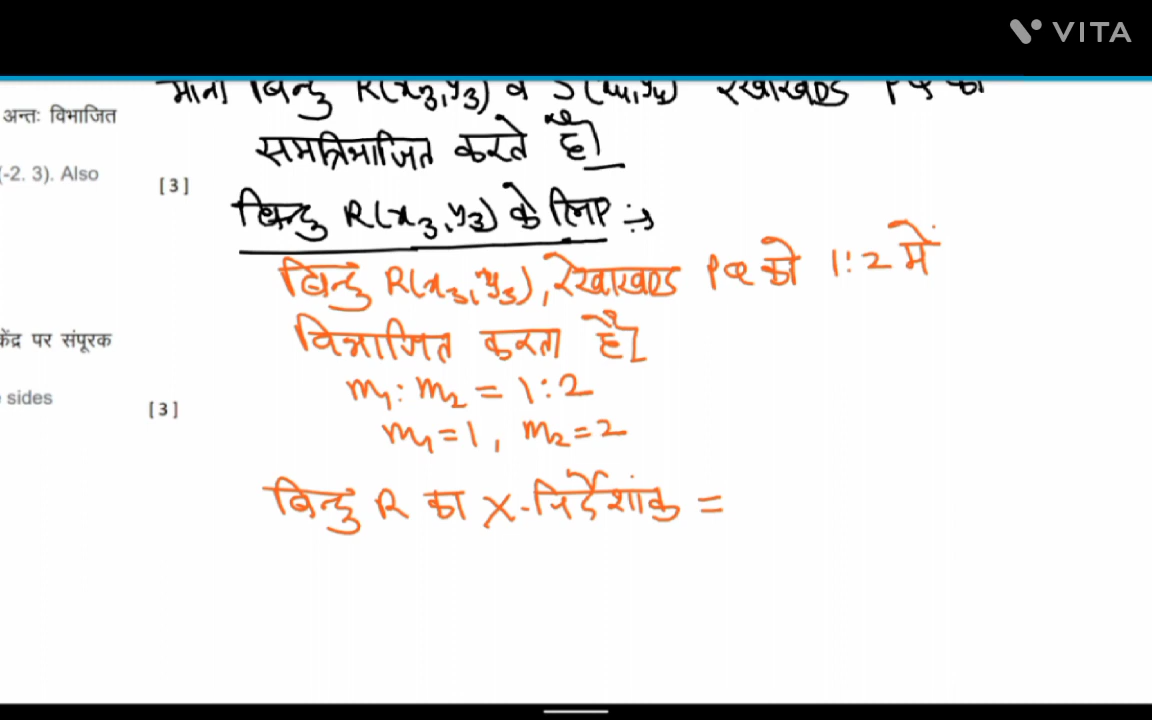 VITA
माना बिन्दु R(x₃,y₃) व S(x₄,y₄) रेखाखण्ड PQ को
अन्तः विभाजित
समत्रिभाजित करते है।
(-2. 3). Also
[3]
बिन्दु R(x₃,y₃) के लिए :→
बिन्दु R(x₃,y₃), रेखाखण्ड PQ को 1:2 में
विभाजित करता है।
केंद्र पर संपूरक
m₁:m₂ = 1:2
sides
[3]
m₁=1, m₂=2
बिन्दु R का X-निर्देशांक =